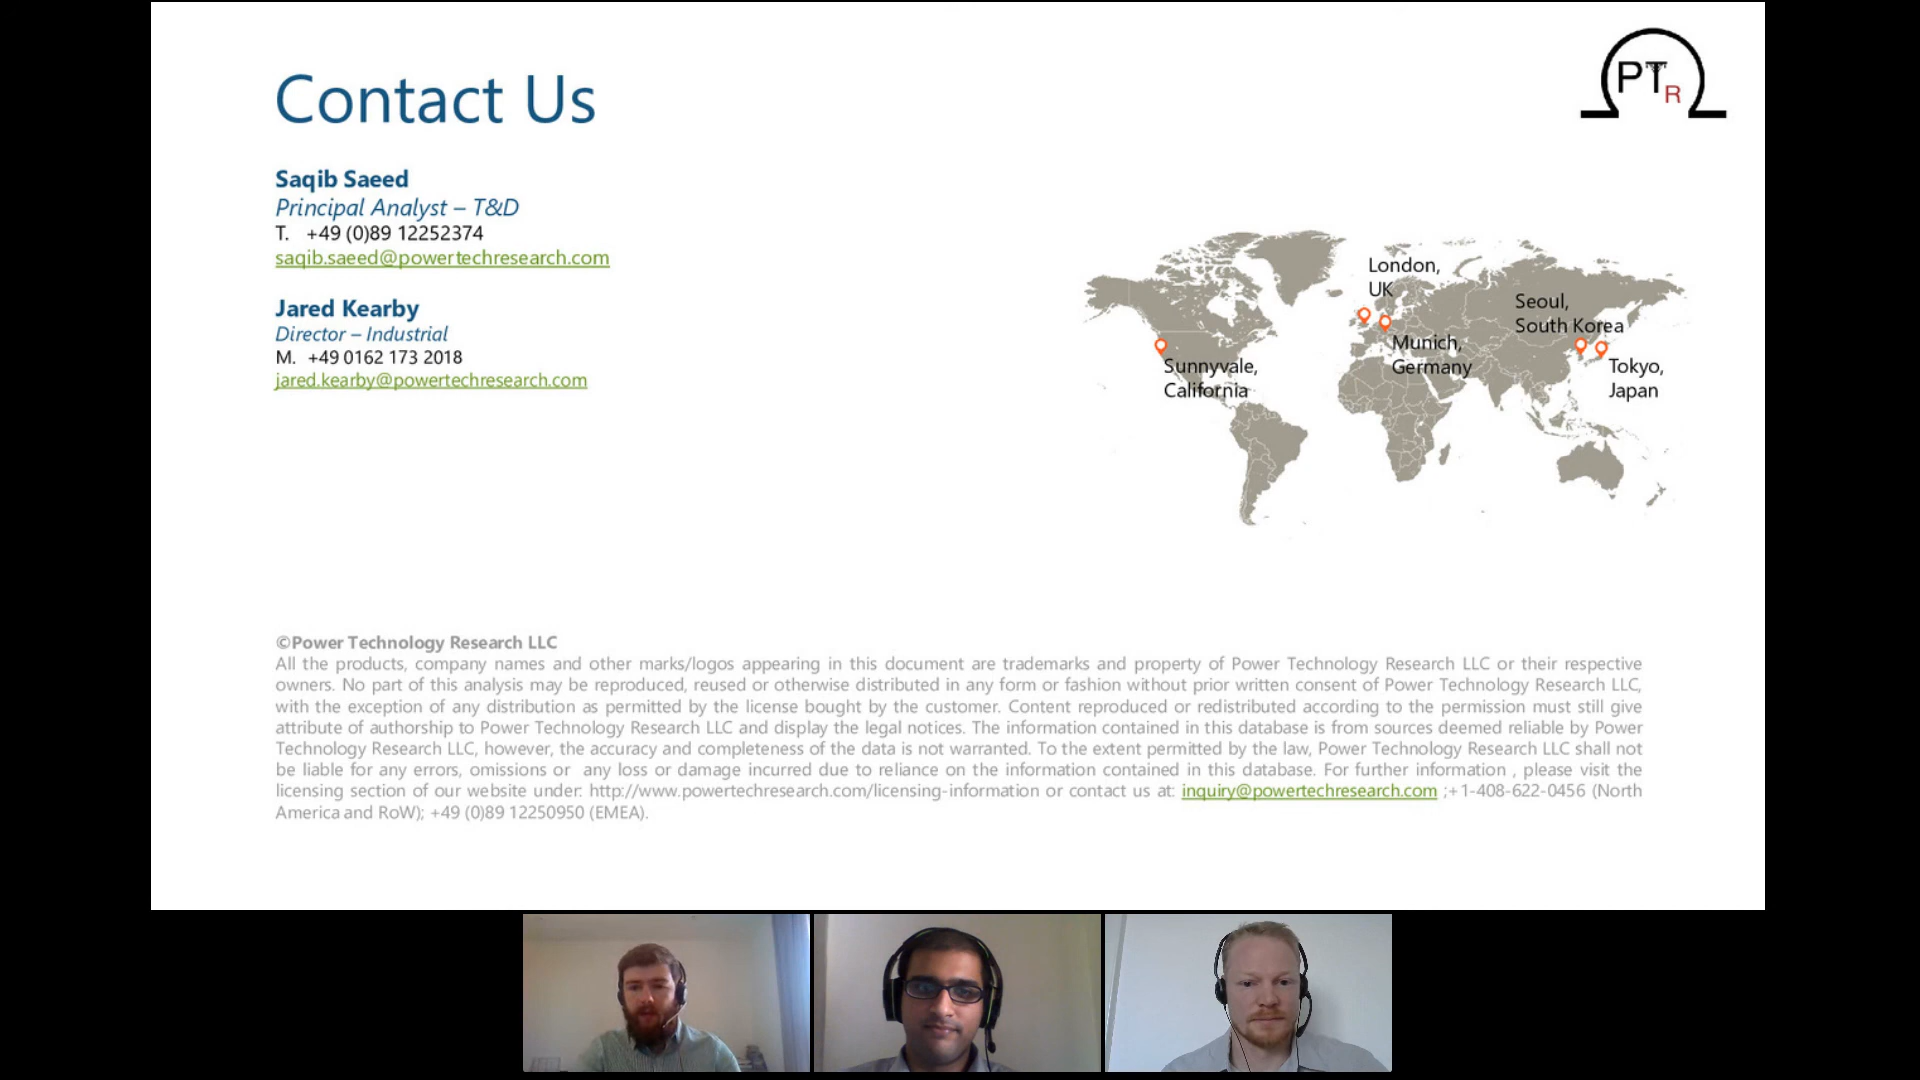 Contact Us
PTR
Saqib Saeed
Principal Analyst – T&D
T. +49 (0)89 12252374
saqib.saeed@powertechresearch.com
Jared Kearby
Director – Industrial
M. +49 0162 173 2018
jared.kearby@powertechresearch.com
London,
UK
Seoul,
South Korea
Munich,
Germany
Sunnyvale,
California
Tokyo,
Japan
©Power Technology Research LLC
All the products, company names and other marks/logos appearing in this document are trademarks and property of Power Technology Research LLC or their respective
owners. No part of this analysis may be reproduced, reused or otherwise distributed in any form or fashion without prior written consent of Power Technology Research LLC,
with the exception of any distribution as permitted by the license bought by the customer. Content reproduced or redistributed according to the permission must still give
attribute of authorship to Power Technology Research LLC and display the legal notices. The information contained in this database is from sources deemed reliable by Power
Technology Research LLC, however, the accuracy and completeness of the data is not warranted. To the extent permitted by the law, Power Technology Research LLC shall not
be liable for any errors, omissions or any loss or damage incurred due to reliance on the information contained in this database. For further information , please visit the
licensing section of our website under: http://www.powertechresearch.com/licensing-information or contact us at: inquiry@powertechresearch.com ;+1-408-622-0456 (North
America and RoW); +49 (0)89 12250950 (EMEA).